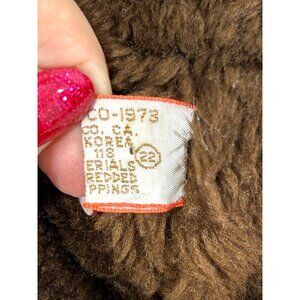 CO-1973
CO. CA.
KOREA
118
ERIALS
REDDED
PPINGS
22